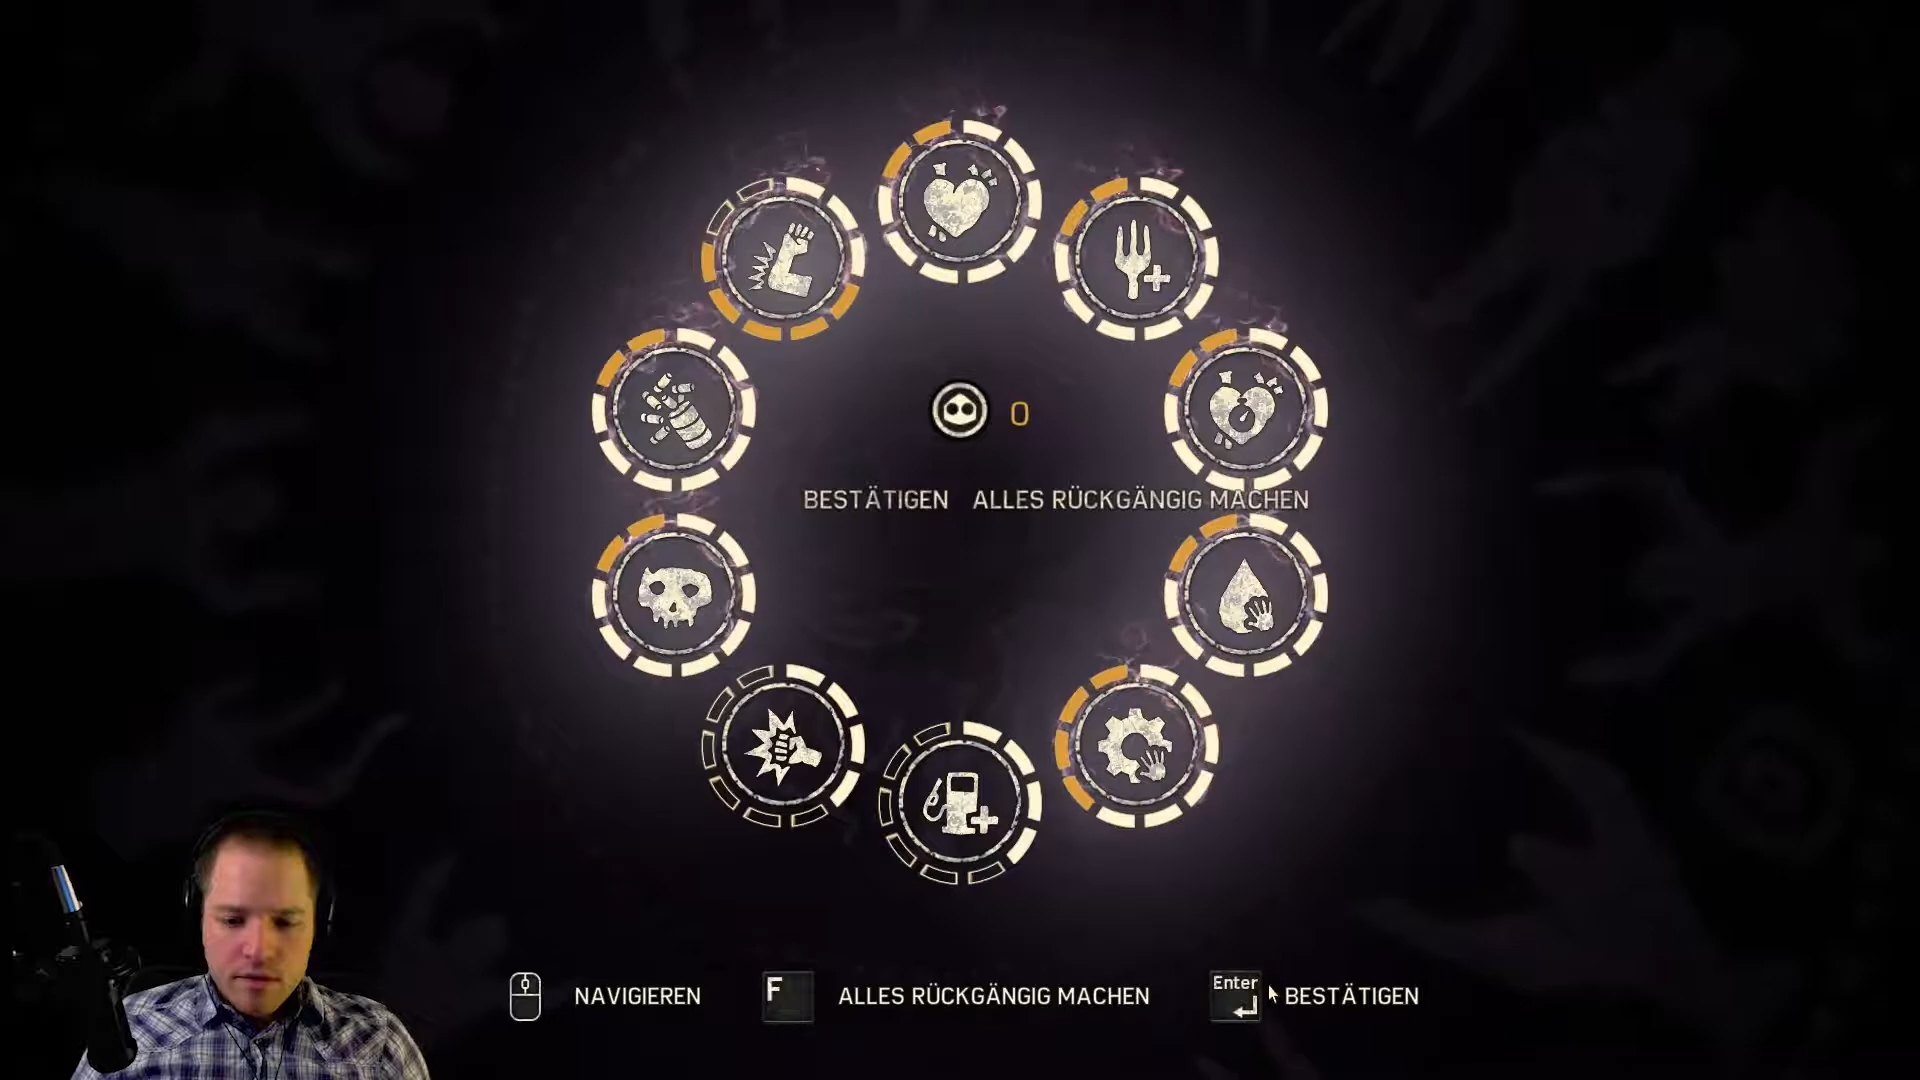 0
BESTÄTIGEN ALLES RÜCKGÄNGIG MACHEN
NAVIGIEREN F ALLES RÜCKGÄNGIG MACHEN Enter BESTÄTIGEN